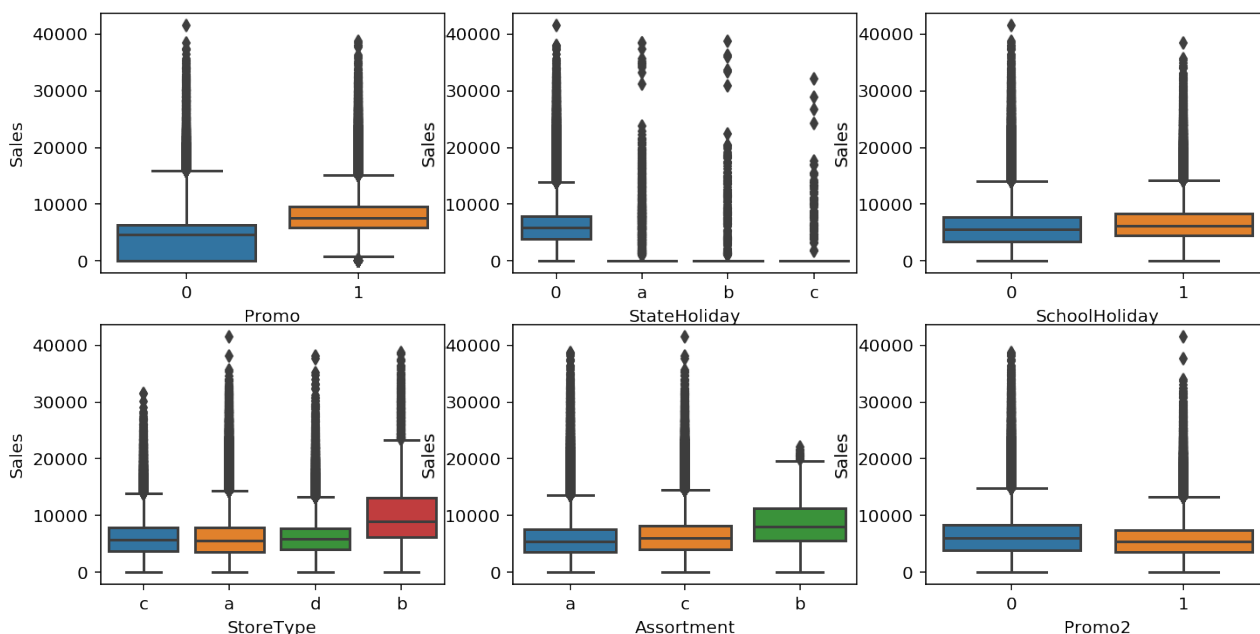 40000
30000
20000
10000
0
Sales
0 1
Promo
40000
30000
20000
10000
0
Sales
0 a b c
StateHoliday
40000
30000
20000
10000
0
Sales
0 1
SchoolHoliday
40000
30000
20000
10000
0
Sales
c a d b
StoreType
40000
30000
20000
10000
0
Sales
a c b
Assortment
40000
30000
20000
10000
0
Sales
0 1
Promo2